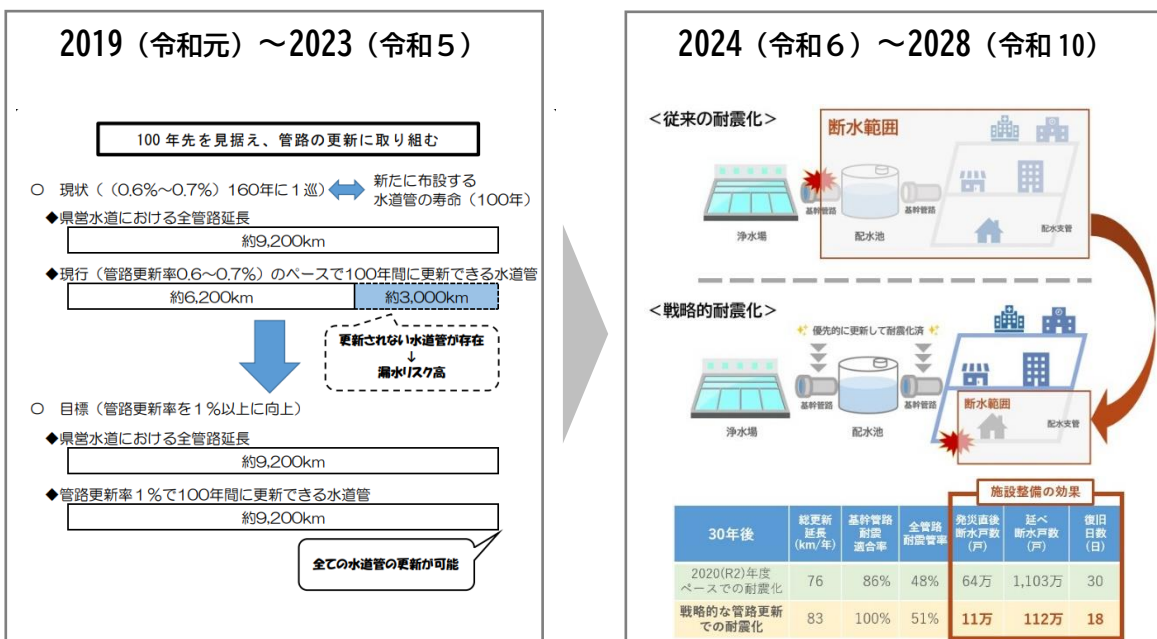 2019（令和元）～2023（令和５）
100 年先を見据え、管路の更新に取り組む
○ 現状（（0.6%～0.7%）160年に１巡）
新たに布設する
水道管の寿命（100年）
◆県営水道における全管路延長
約9,200km
◆現行（管路更新率0.6～0.7%）のペースで100年間に更新できる水道管
約6,200km
約3,000km
更新されない水道管が存在
↓
漏水リスク高
○ 目標（管路更新率を１%以上に向上）
◆県営水道における全管路延長
約9,200km
◆管路更新率１%で100年間に更新できる水道管
約9,200km
全ての水道管の更新が可能
2024（令和６）～2028（令和 10）
＜従来の耐震化＞
断水範囲
基幹管路
基幹管路
浄水場
配水池
配水支管
＜戦略的耐震化＞
優先的に更新して耐震化済
基幹管路
基幹管路
断水範囲
浄水場
配水池
配水支管
施設整備の効果
30年後
総更新
延長
(km/年)
基幹管路
耐震
適合率
全管路
耐震管率
発災直後
断水戸数
(戸)
延べ
断水戸数
(戸)
復旧
日数
(日)
2020(R2)年度
ペースでの耐震化
76 86% 48% 64万 1,103万 30
戦略的な管路更新
での耐震化
83 100% 51% 11万 112万 18